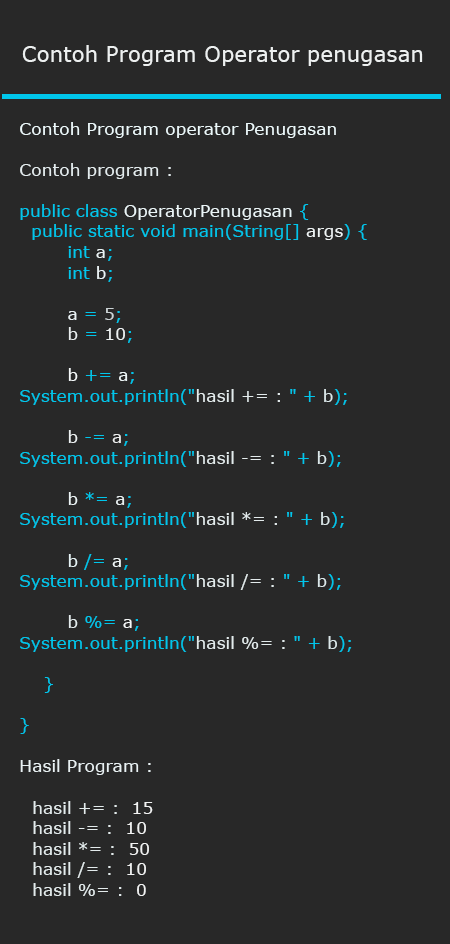 Contoh Program Operator penugasan
Contoh Program operator Penugasan
Contoh program :
public class OperatorPenugasan {
public static void main(String[] args) {
int a;
int b;
a = 5;
b = 10;
b += a;
System.out.println("hasil += : " + b);
b -= a;
System.out.println("hasil -= : " + b);
b *= a;
System.out.println("hasil *= : " + b);
b /= a;
System.out.println("hasil /= : " + b);
b %= a;
System.out.println("hasil %= : " + b);
}
}
Hasil Program :
hasil += : 15
hasil -= : 10
hasil *= : 50
hasil /= : 10
hasil %= : 0